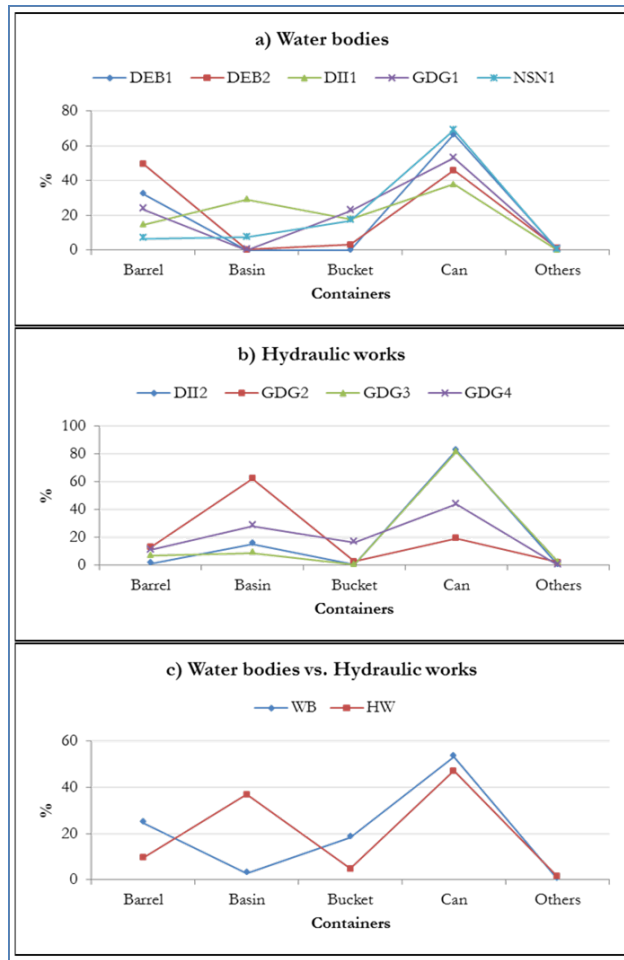 a) Water bodies
DEB1 DEB2 DII1 GDG1 NSN1
80
60
40
20
0
%
Barrel Basin Bucket Can Others
Containers
b) Hydraulic works
DII2 GDG2 GDG3 GDG4
100
80
60
40
20
0
%
Barrel Basin Bucket Can Others
Containers
c) Water bodies vs. Hydraulic works
WB HW
60
40
20
0
%
Barrel Basin Bucket Can Others
Containers